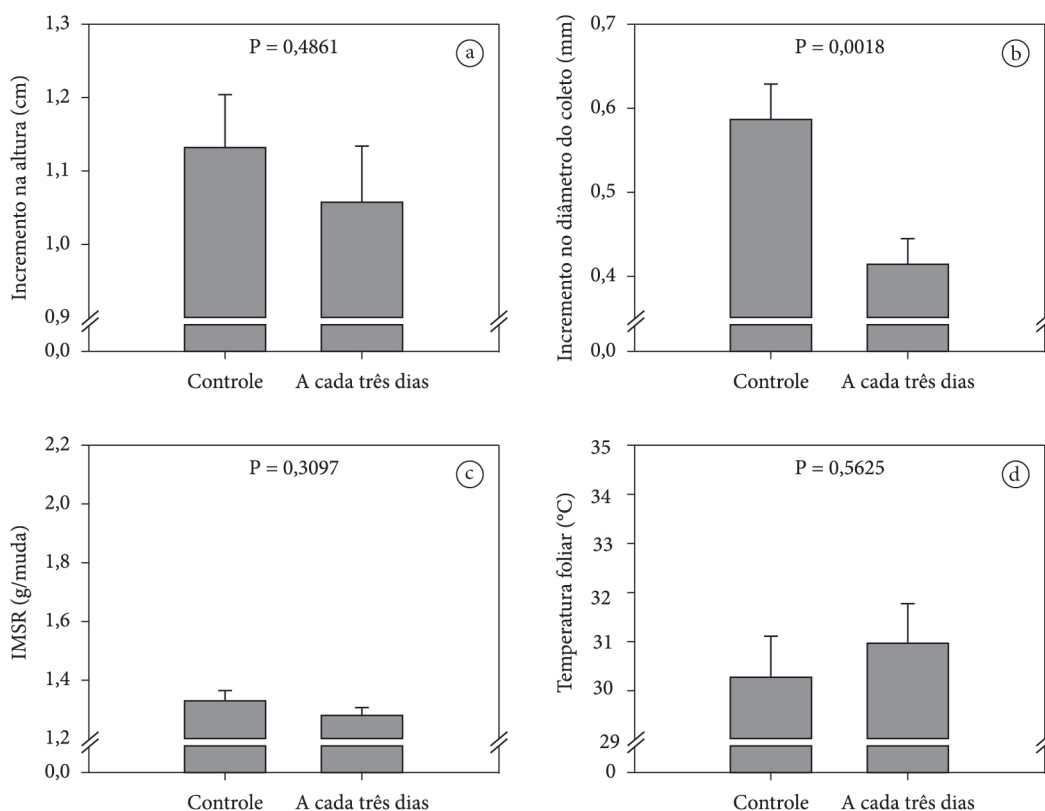 Incremento na altura (cm)
1,3
1,2
1,1
1,0
0,9
0,0
P = 0,4861
a
Controle
A cada três dias
Incremento no diâmetro do coleto (mm)
0,7
0,6
0,5
0,4
0,0
P = 0,0018
b
Controle
A cada três dias
IMSR (g/muda)
2,2
2,0
1,8
1,6
1,4
1,2
0,0
P = 0,3097
c
Controle
A cada três dias
Temperatura foliar (°C)
35
34
33
32
31
30
29
0
P = 0,5625
d
Controle
A cada três dias